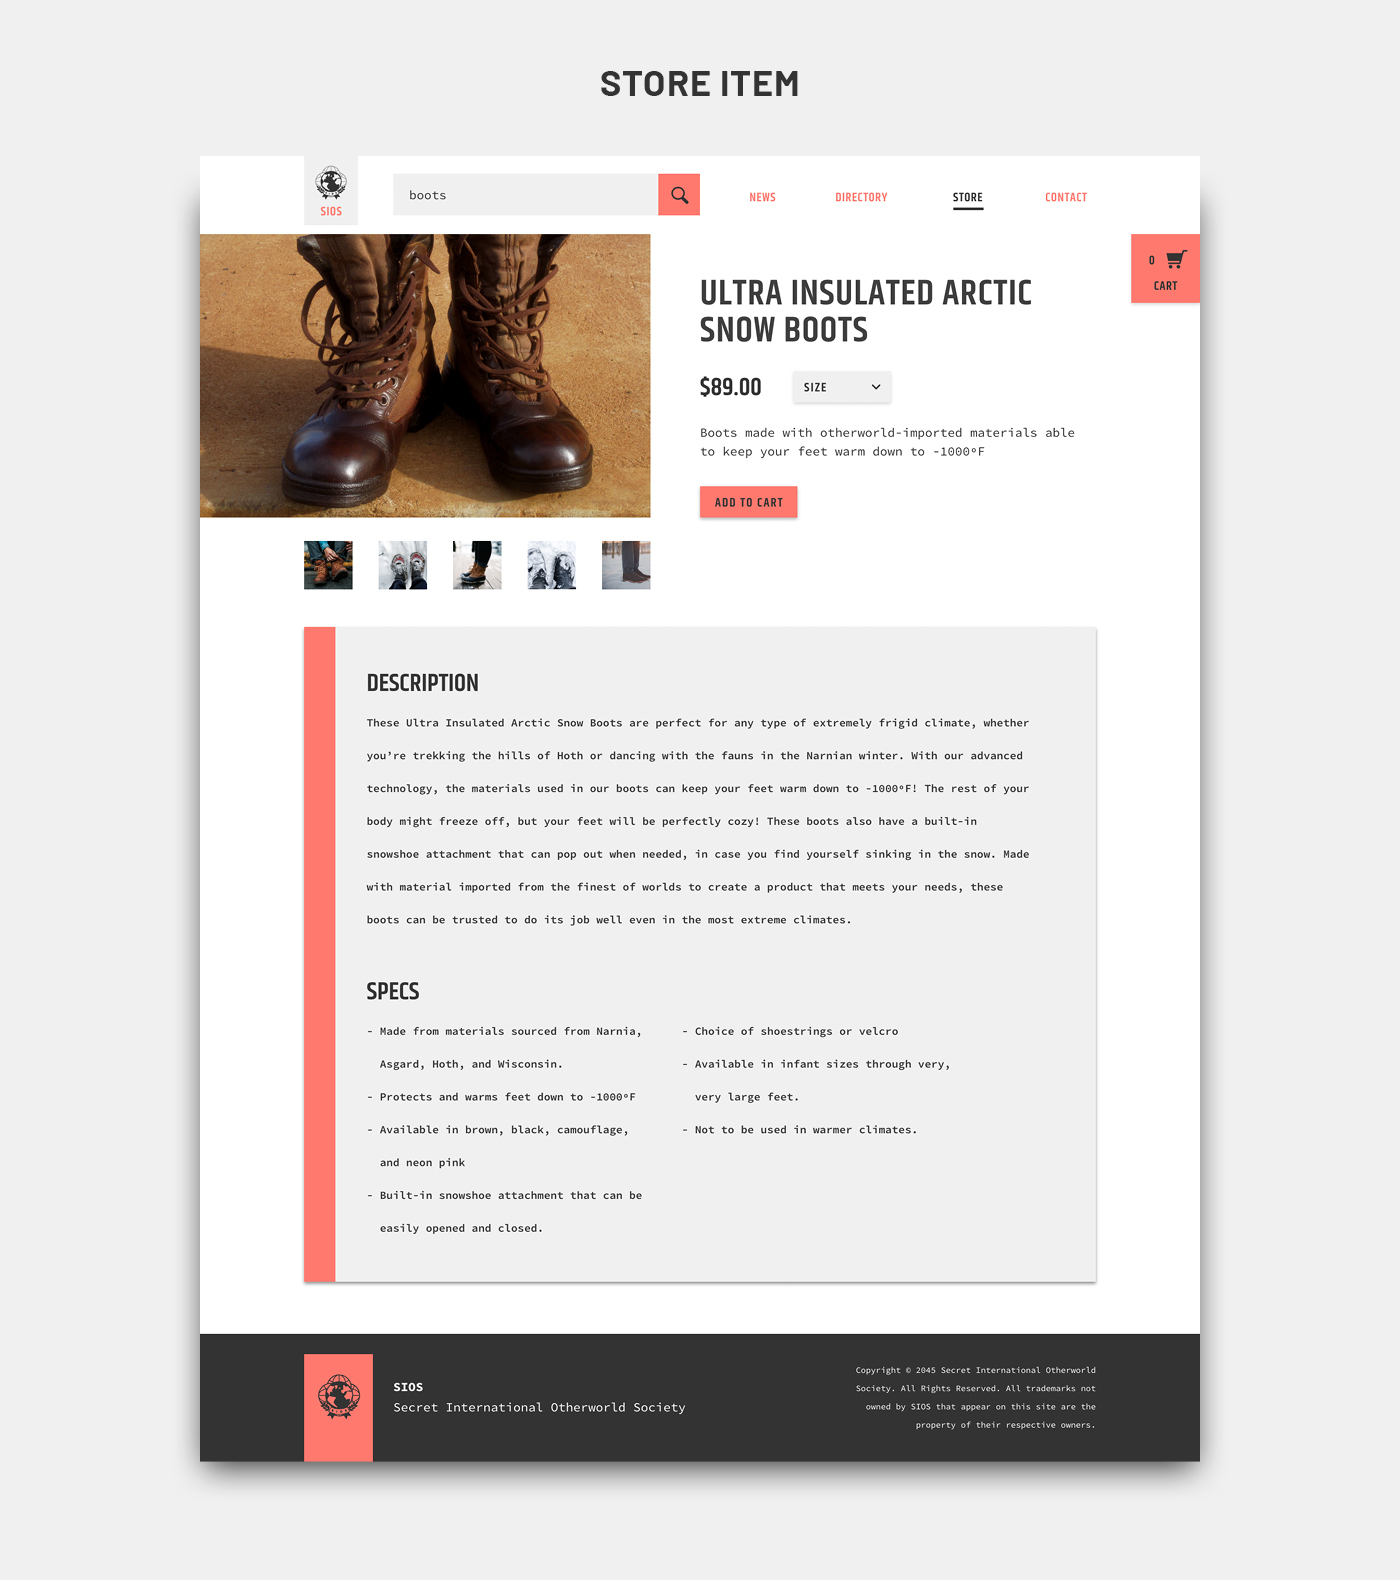 STORE ITEM
SIOS
boots
NEWS
DIRECTORY
STORE
CONTACT
0
CART
ULTRA INSULATED ARCTIC
SNOW BOOTS
$89.00
SIZE
Boots made with otherworld-imported materials able
to keep your feet warm down to -1000ºF
ADD TO CART
DESCRIPTION
These Ultra Insulated Arctic Snow Boots are perfect for any type of extremely frigid climate, whether
you’re trekking the hills of Hoth or dancing with the fauns in the Narnian winter. With our advanced
technology, the materials used in our boots can keep your feet warm down to -1000ºF! The rest of your
body might freeze off, but your feet will be perfectly cozy! These boots also have a built-in
snowshoe attachment that can pop out when needed, in case you find yourself sinking in the snow. Made
with material imported from the finest of worlds to create a product that meets your needs, these
boots can be trusted to do its job well even in the most extreme climates.
SPECS
- Made from materials sourced from Narnia,
Asgard, Hoth, and Wisconsin.
- Protects and warms feet down to -1000ºF
- Available in brown, black, camouflage,
and neon pink
- Built-in snowshoe attachment that can be
easily opened and closed.
- Choice of shoestrings or velcro
- Available in infant sizes through very,
very large feet.
- Not to be used in warmer climates.
SIOS
Secret International Otherworld Society
Copyright © 2045 Secret International Otherworld
Society. All Rights Reserved. All trademarks not
owned by SIOS that appear on this site are the
property of their respective owners.